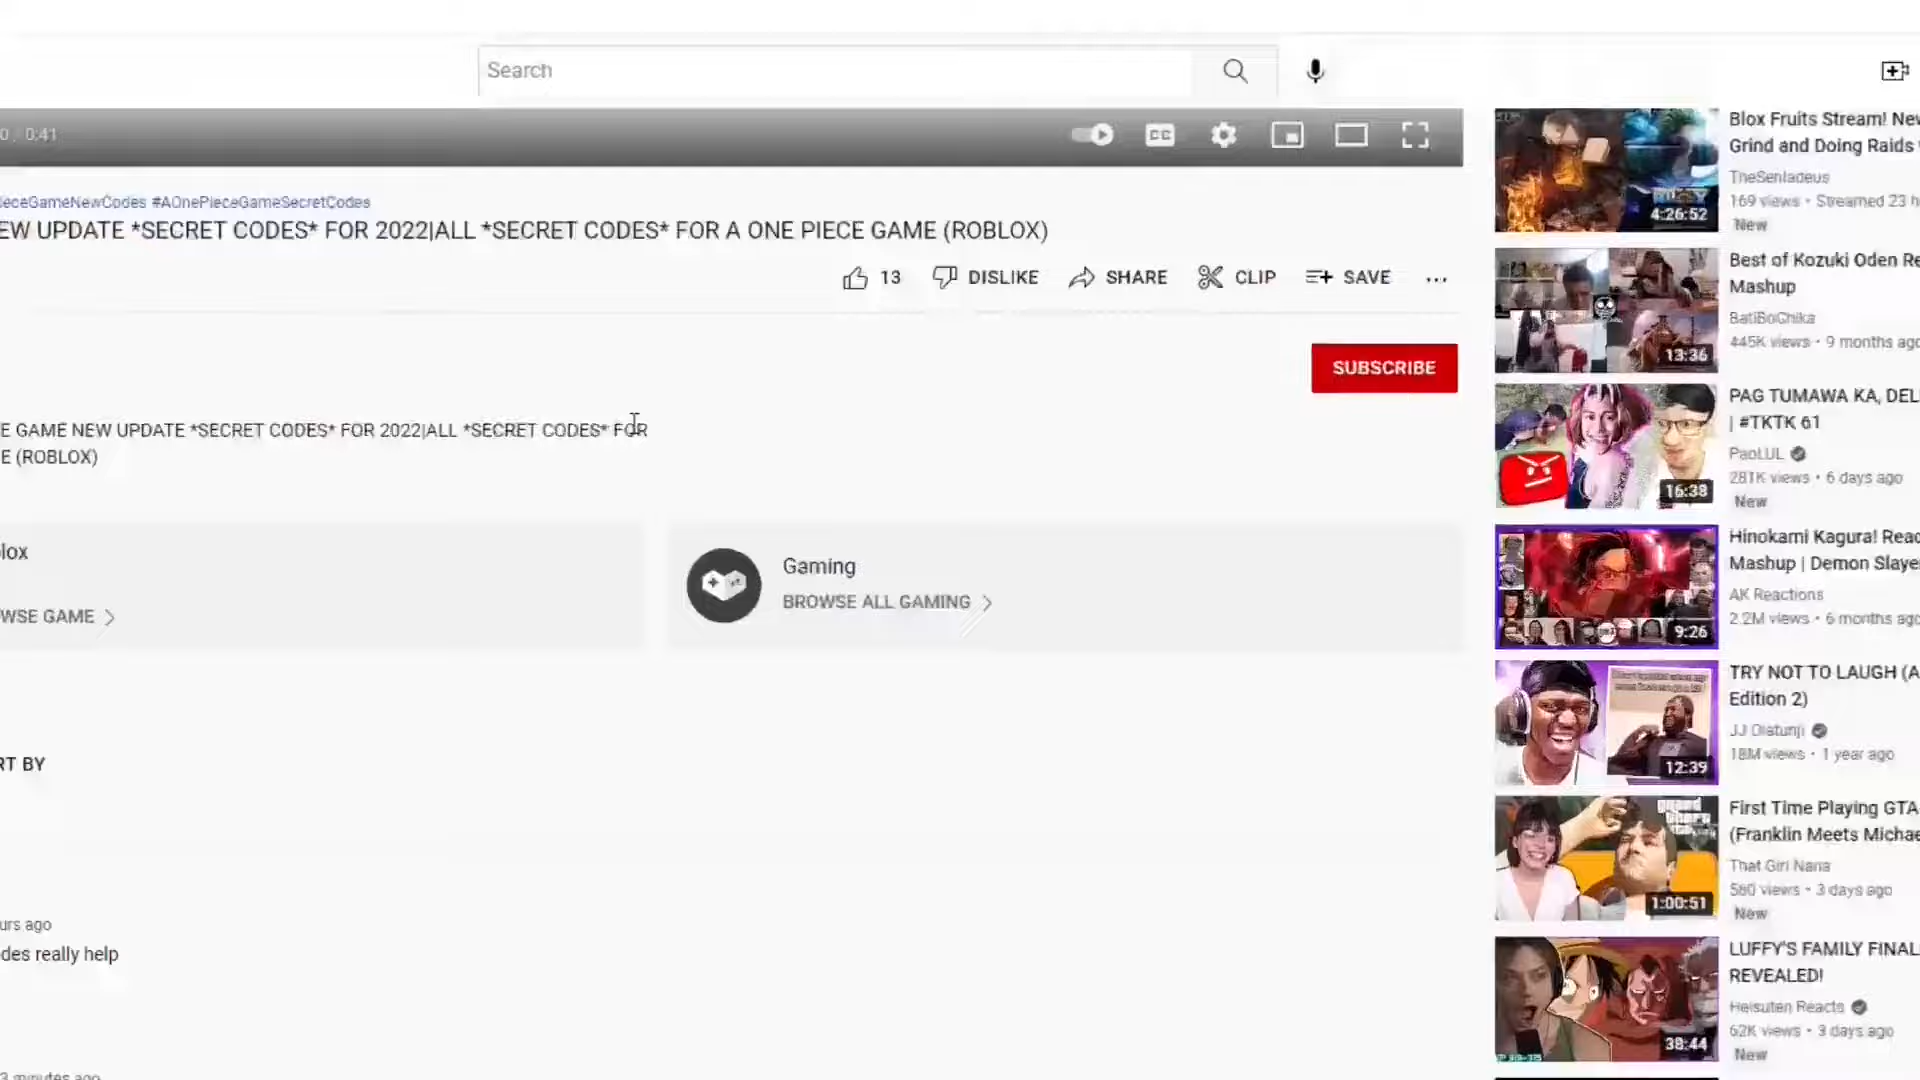 Search
0:41
ieceGameNewCodes #AOnePieceGameSecretCodes
EW UPDATE *SECRET CODES* FOR 2022|ALL *SECRET CODES* FOR A ONE PIECE GAME (ROBLOX)
13 DISLIKE SHARE CLIP SAVE
SUBSCRIBE
E GAME NEW UPDATE *SECRET CODES* FOR 2022|ALL *SECRET CODES* FOR
E (ROBLOX)
lox
WSE GAME
Gaming
BROWSE ALL GAMING
RT BY
urs ago
des really help
3 minutes ago
4:26:52
Blox Fruits Stream! New
Grind and Doing Raids
TheSenladeus
169 views • Streamed 23 h
New
13:36
Best of Kozuki Oden Re
Mashup
BatiBoiChika
445K views • 9 months ago
16:38
PAG TUMAWA KA, DEL
| #TKTK 61
PaoLUL
281K views • 6 days ago
New
9:26
Hinokami Kagura! Reac
Mashup | Demon Slayer
AK Reactions
2.2M views • 6 months ago
12:39
TRY NOT TO LAUGH (A
Edition 2)
JJ Olatunji
18M views • 1 year ago
1:00:51
First Time Playing GTA
(Franklin Meets Michae
That Girl Nana
580 views • 3 days ago
New
38:44
LUFFY'S FAMILY FINAL
REVEALED!
Heisuten Reacts
62K views • 3 days ago
New